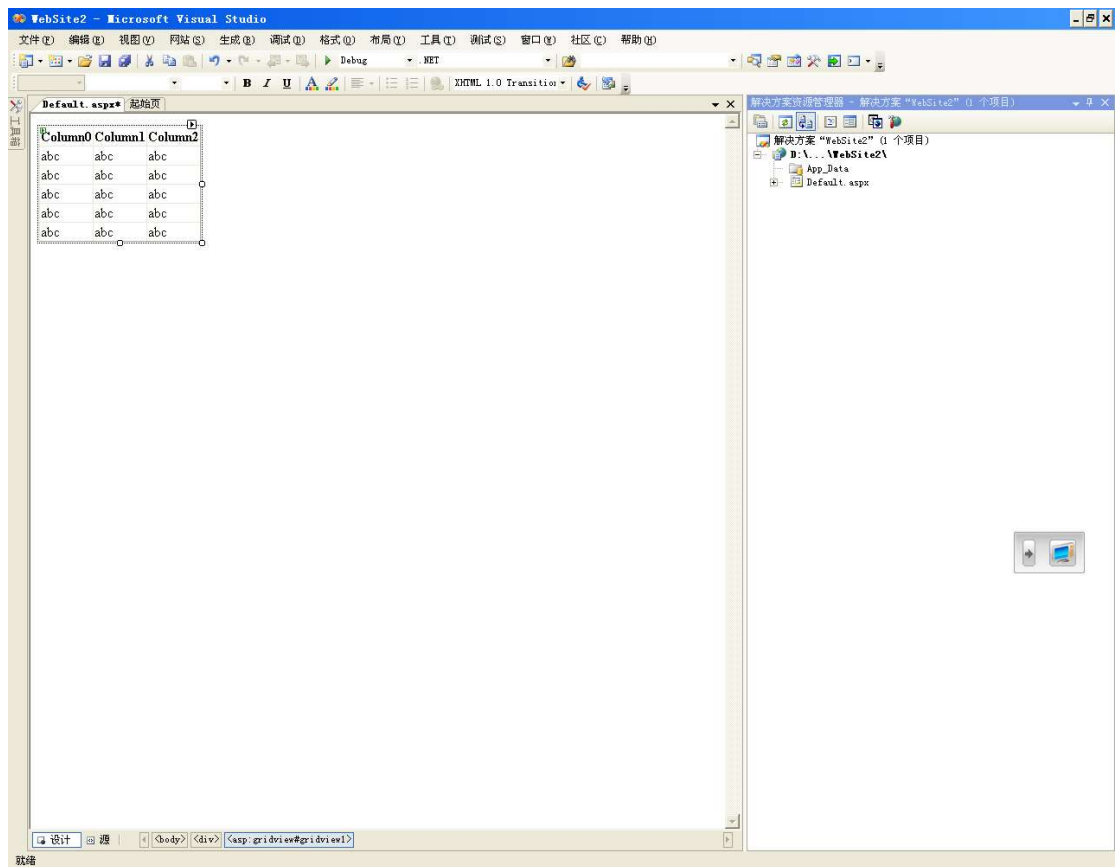 WebSite2 - Microsoft Visual Studio
文件(F) 编辑(E) 视图(V) 网站(S) 生成(B) 调试(D) 格式(O) 布局(Y) 工具(T) 测试(S) 窗口(W) 社区(C) 帮助(H)
Debug .NET
B I U A XHTML 1.0 Transition
工具箱
Default.aspx* 起始页
Column0 Column1 Column2
abc abc abc
abc abc abc
abc abc abc
abc abc abc
abc abc abc
解决方案资源管理器 - 解决方案“WebSite2”(1 个项目)
解决方案“WebSite2”(1 个项目)
D:\...\WebSite2\
App_Data
Default.aspx
设计 源 <body> <div> <asp:gridview#gridview1>
就绪